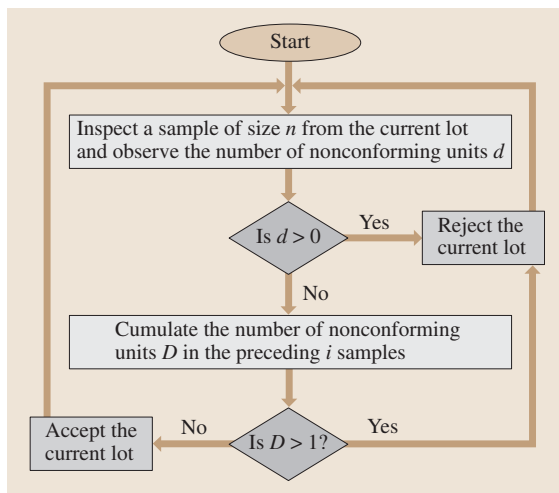 Start
Inspect a sample of size n from the current lot
and observe the number of nonconforming units d
Is d > 0
Yes
Reject the
current lot
No
Cumulate the number of nonconforming
units D in the preceding i samples
Accept the
current lot
No
Is D > 1?
Yes